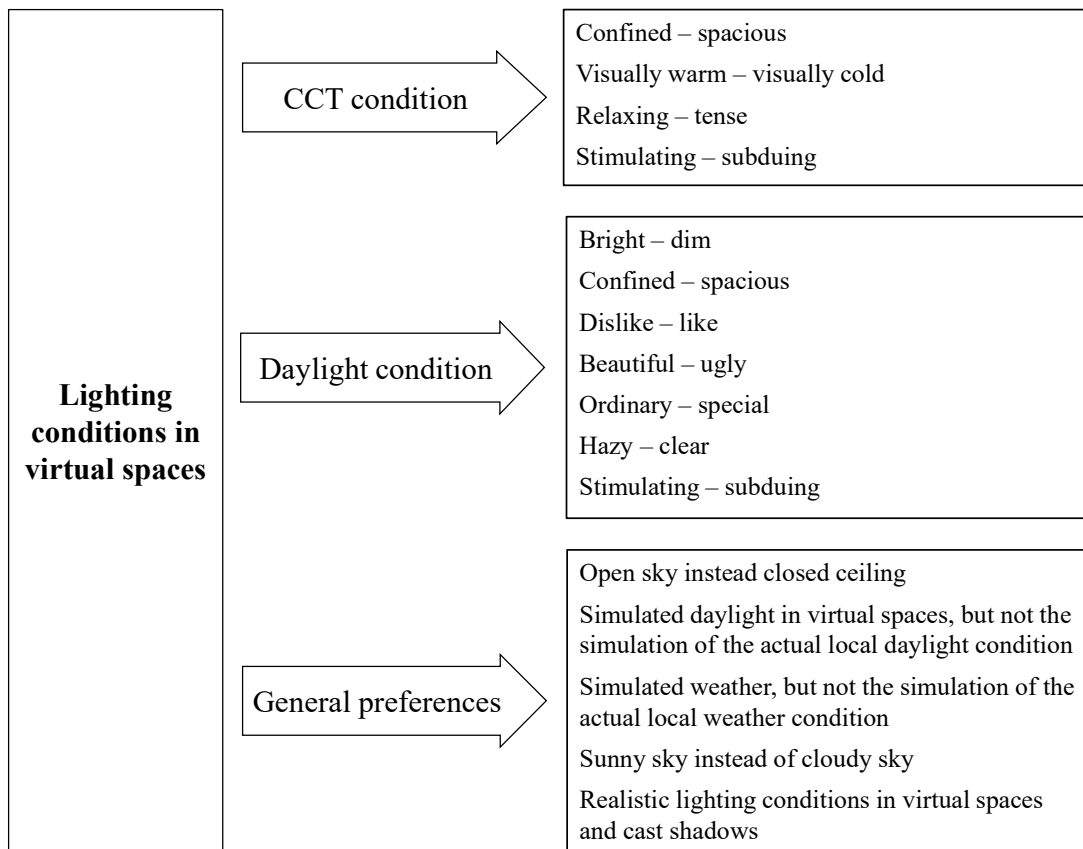 Lighting
conditions in
virtual spaces
CCT condition
Confined – spacious
Visually warm – visually cold
Relaxing – tense
Stimulating – subduing
Daylight condition
Bright – dim
Confined – spacious
Dislike – like
Beautiful – ugly
Ordinary – special
Hazy – clear
Stimulating – subduing
General preferences
Open sky instead closed ceiling
Simulated daylight in virtual spaces, but not the
simulation of the actual local daylight condition
Simulated weather, but not the simulation of the
actual local weather condition
Sunny sky instead of cloudy sky
Realistic lighting conditions in virtual spaces
and cast shadows